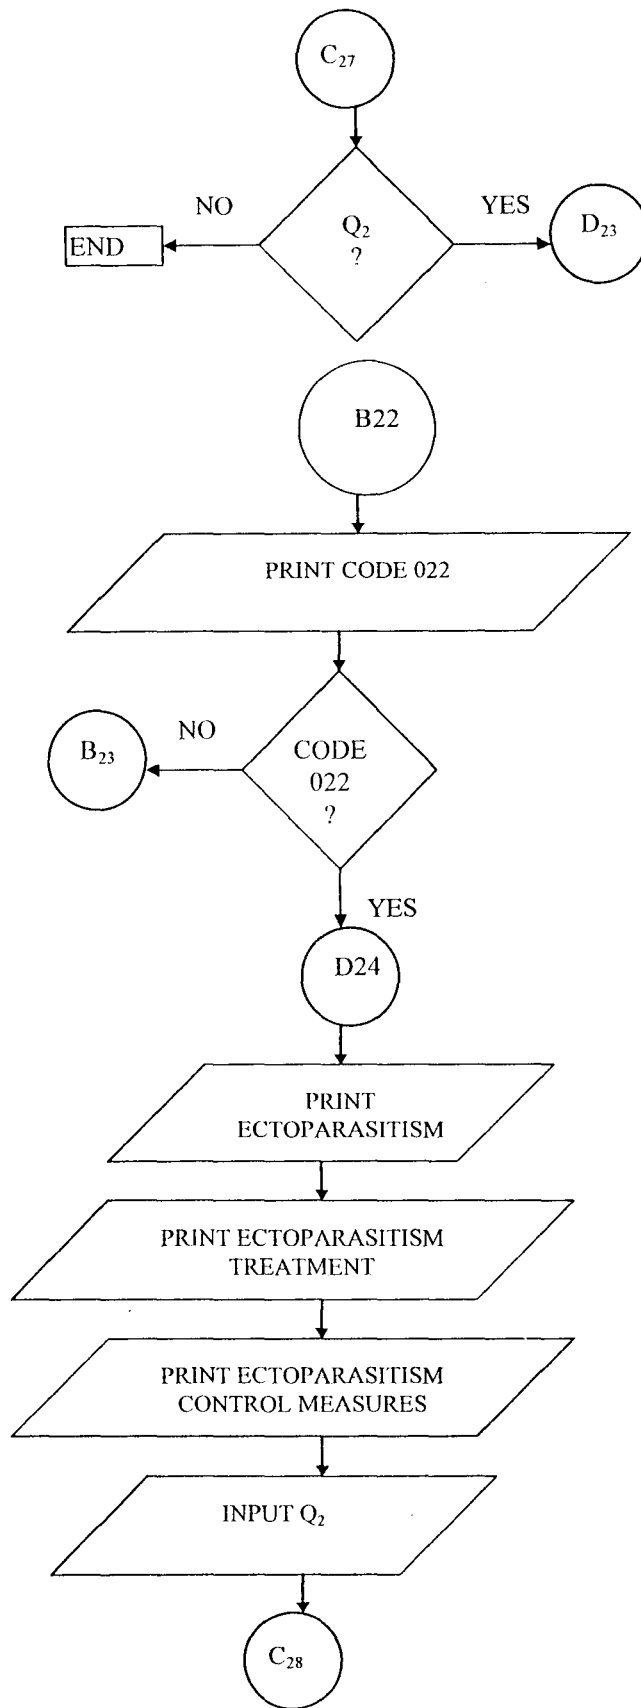 C₂₇
NO
YES
Q₂
?
END
D₂₃
B22
PRINT CODE 022
NO
B₂₃
CODE
022
?
YES
D24
PRINT
ECTOPARASITISM
PRINT ECTOPARASITISM
TREATMENT
PRINT ECTOPARASITISM
CONTROL MEASURES
INPUT Q₂
C₂₈